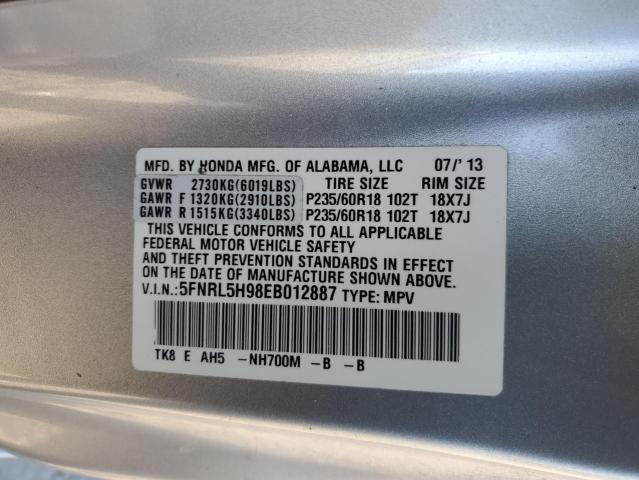 MFD. BY HONDA MFG. OF ALABAMA, LLC 07/'13
GVWR 2730KG(6019LBS) TIRE SIZE RIM SIZE
GAWR F 1320KG(2910LBS) P235/60R18 102T 18X7J
GAWR R 1515KG(3340LBS) P235/60R18 102T 18X7J
THIS VEHICLE CONFORMS TO ALL APPLICABLE
FEDERAL MOTOR VEHICLE SAFETY
AND THEFT PREVENTION STANDARDS IN EFFECT
ON THE DATE OF MANUFACTURE SHOWN ABOVE.
V.I.N.:5FNRL5H98EB012887 TYPE: MPV
TK8 E AH5 -NH700M -B -B